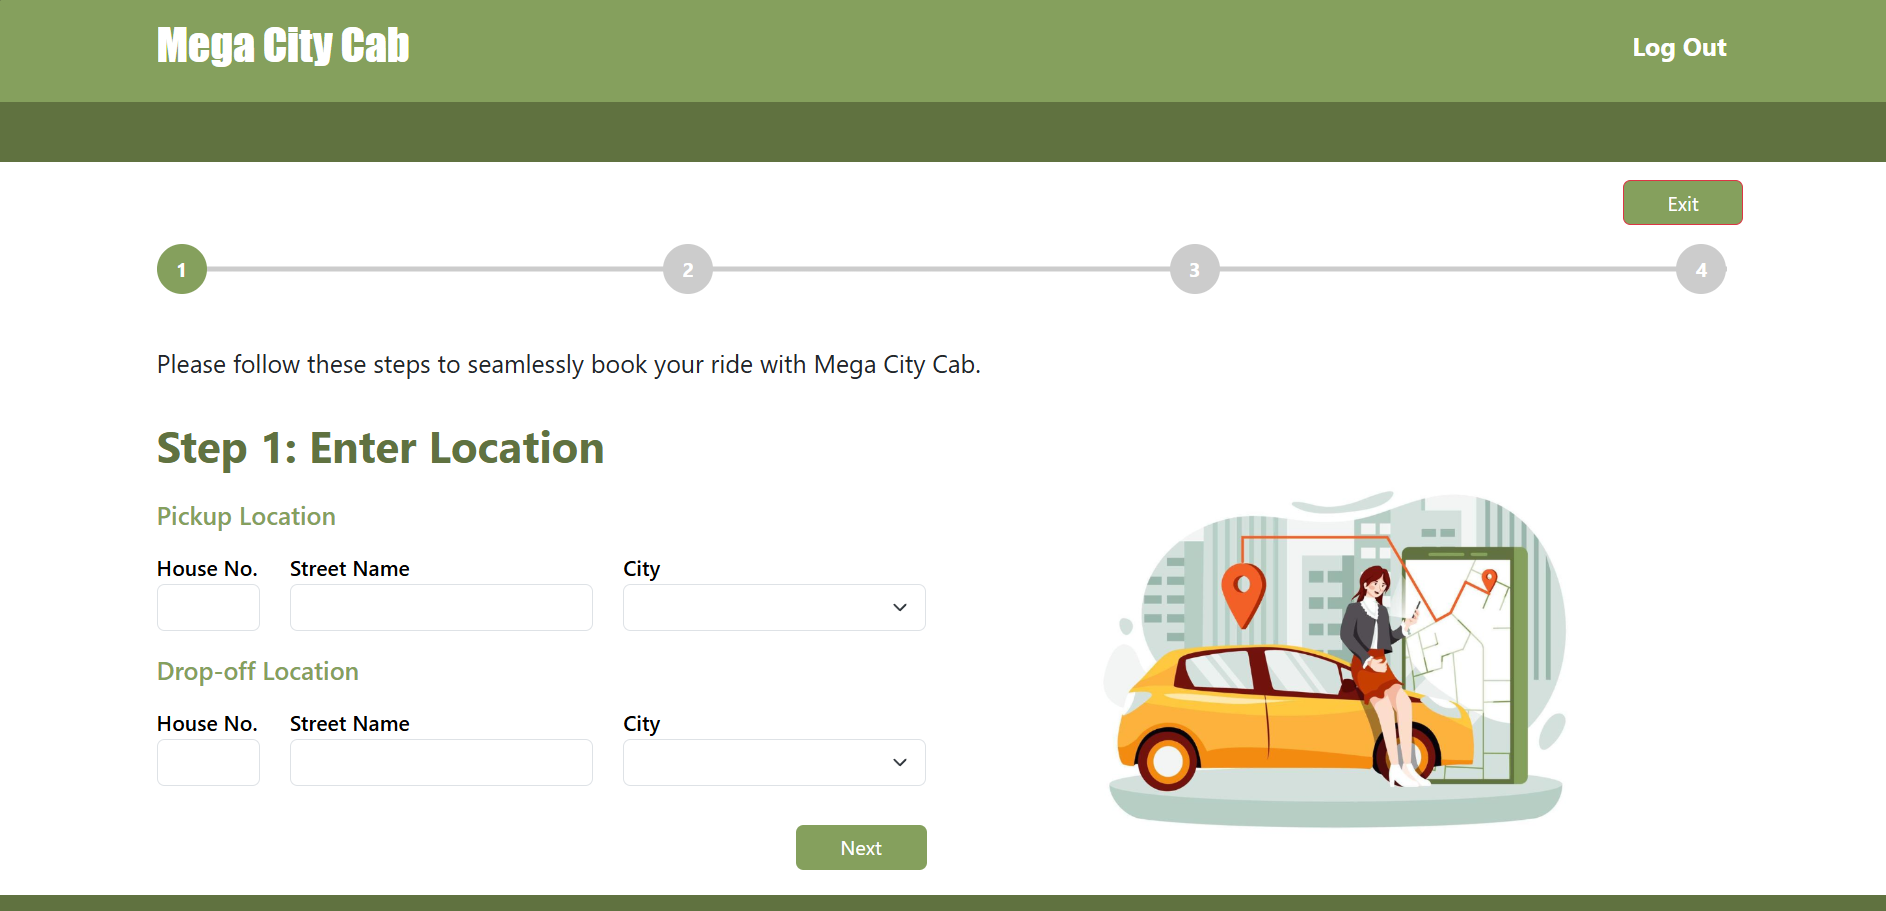 Mega City Cab
Log Out
Exit
1 2 3 4
Please follow these steps to seamlessly book your ride with Mega City Cab.
Step 1: Enter Location
Pickup Location
House No. Street Name City
Drop-off Location
House No. Street Name City
Next